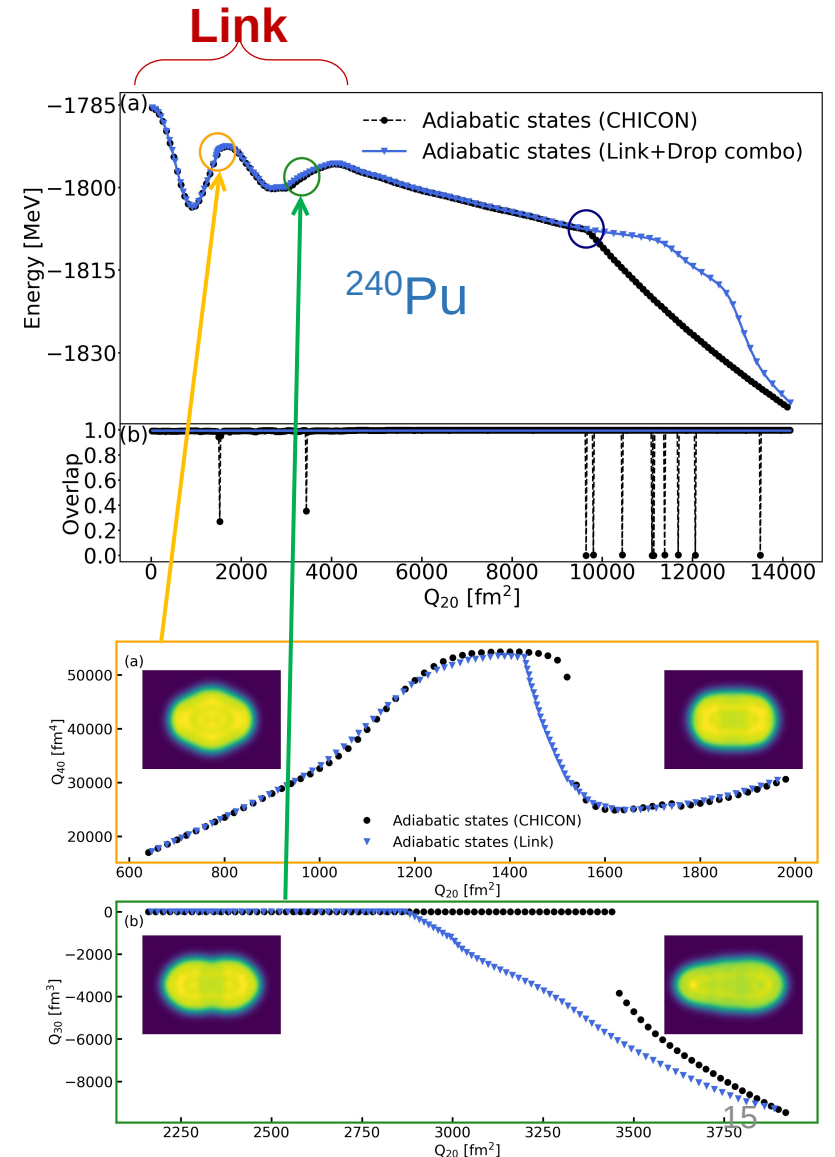 Link
(a)
Adiabatic states (CHICON)
Adiabatic states (Link+Drop combo)
−1785
−1800
−1815
−1830
Energy [MeV]
²⁴⁰Pu
(b)
1.0
0.8
0.6
0.4
0.2
0.0
Overlap
0 2000 4000 6000 8000 10000 12000 14000
Q₂₀ [fm²]
(a)
50000
40000
30000
20000
Q₄₀ [fm⁴]
Adiabatic states (CHICON)
Adiabatic states (Link)
600 800 1000 1200 1400 1600 1800 2000
Q₂₀ [fm²]
(b)
0
−2000
−4000
−6000
−8000
Q₃₀ [fm³]
15
2250 2500 2750 3000 3250 3500 3750
Q₂₀ [fm²]